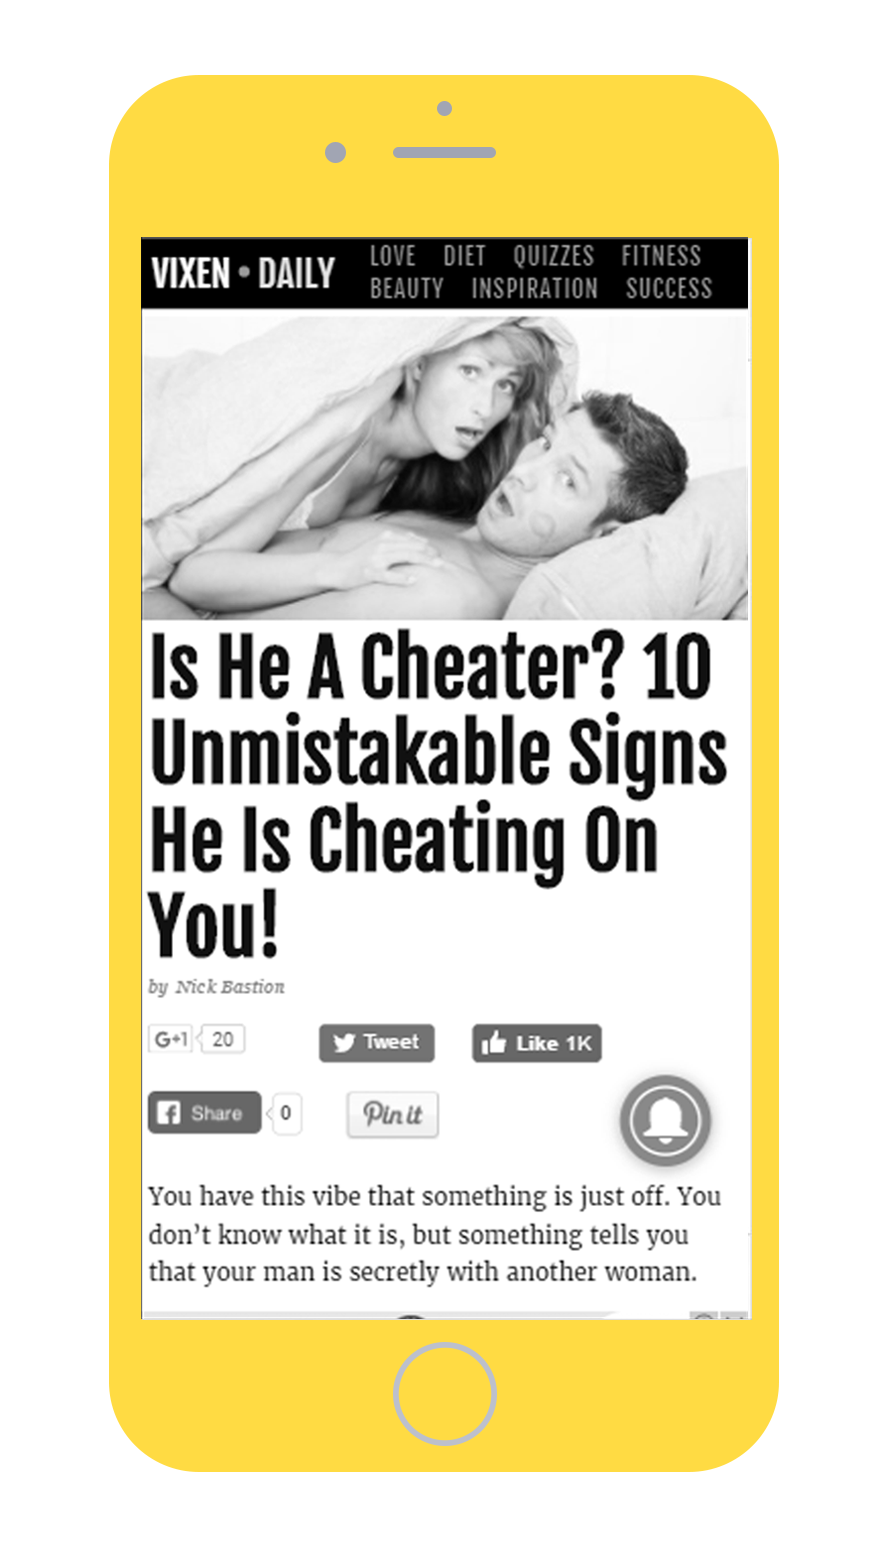 VIXEN • DAILY
LOVE DIET QUIZZES FITNESS
BEAUTY INSPIRATION SUCCESS
Is He A Cheater? 10
Unmistakable Signs
He Is Cheating On
You!
by Nick Bastion
G+1 20 Tweet Like 1K
Share 0 Pin it
You have this vibe that something is just off. You
don’t know what it is, but something tells you
that your man is secretly with another woman.